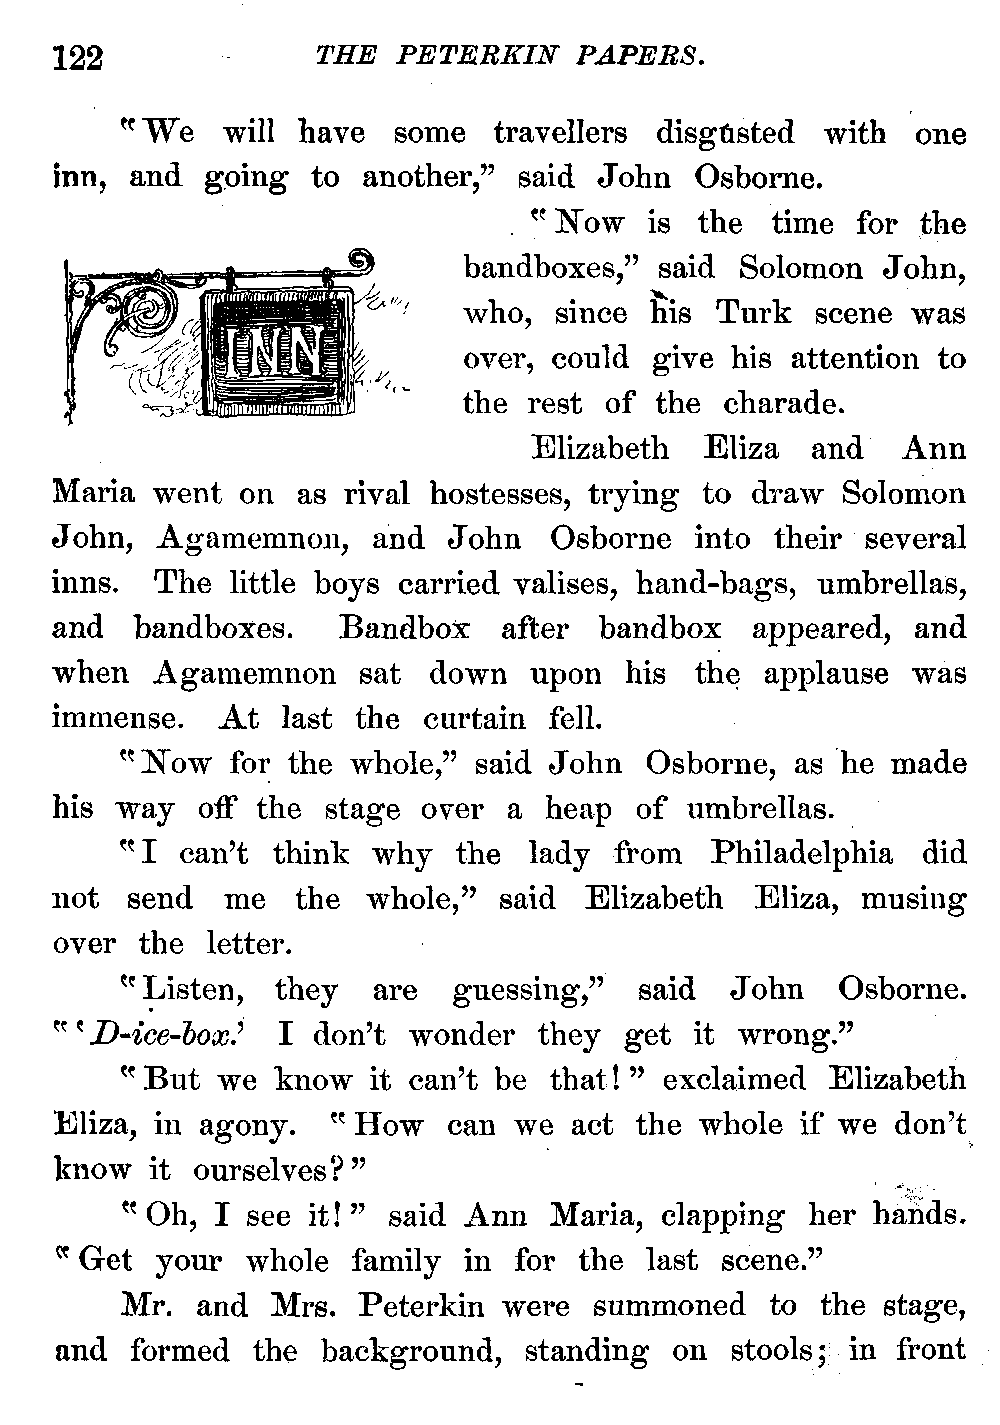 122 THE PETERKIN PAPERS.
"We will have some travellers disgusted with one
inn, and going to another," said John Osborne.
"Now is the time for the
bandboxes," said Solomon John,
who, since his Turk scene was
over, could give his attention to
the rest of the charade.
INN
Elizabeth Eliza and Ann
Maria went on as rival hostesses, trying to draw Solomon
John, Agamemnon, and John Osborne into their several
inns. The little boys carried valises, hand-bags, umbrellas,
and bandboxes. Bandbox after bandbox appeared, and
when Agamemnon sat down upon his the applause was
immense. At last the curtain fell.
"Now for the whole," said John Osborne, as he made
his way off the stage over a heap of umbrellas.
"I can't think why the lady from Philadelphia did
not send me the whole," said Elizabeth Eliza, musing
over the letter.
"Listen, they are guessing," said John Osborne.
"'D-ice-box.' I don't wonder they get it wrong."
"But we know it can't be that!" exclaimed Elizabeth
Eliza, in agony. "How can we act the whole if we don't
know it ourselves?"
"Oh, I see it!" said Ann Maria, clapping her hands.
"Get your whole family in for the last scene."
Mr. and Mrs. Peterkin were summoned to the stage,
and formed the background, standing on stools; in front